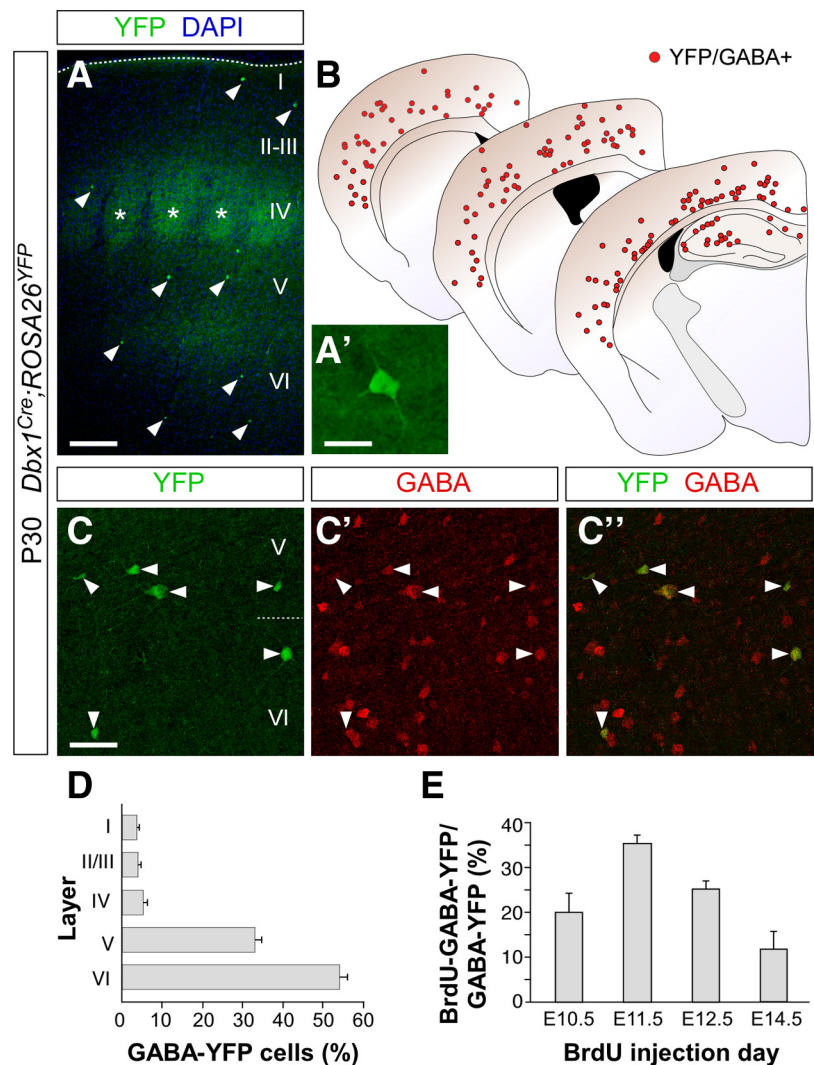 YFP DAPI
P30 Dbx1Cre;ROSA26YFP
A
I
II-III
IV
* * *
V
VI
B
YFP/GABA+
A'
YFP
GABA
YFP GABA
C
V
VI
C'
C''
D
Layer
I
II/III
IV
V
VI
0 10 20 30 40 50 60
GABA-YFP cells (%)
E
BrdU-GABA-YFP/
GABA-YFP (%)
40
30
20
10
0
E10.5 E11.5 E12.5 E14.5
BrdU injection day